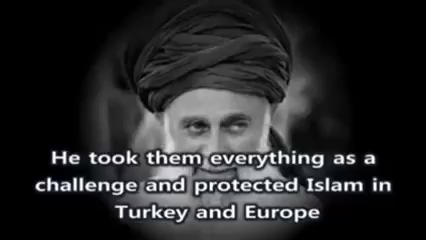 He took them everything as a
challenge and protected Islam in
Turkey and Europe